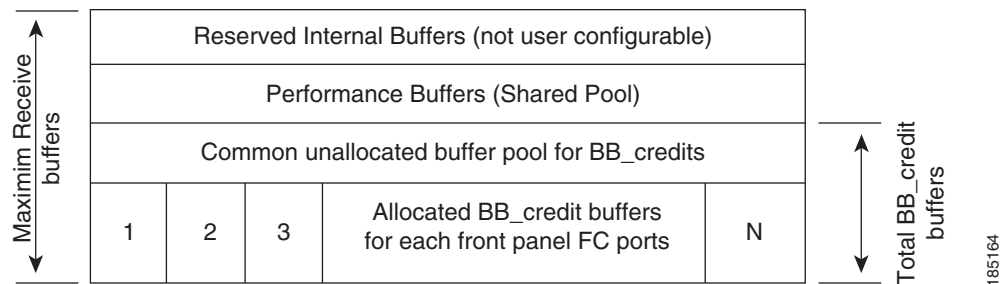 Maximim Receive
buffers
Reserved Internal Buffers (not user configurable)
Performance Buffers (Shared Pool)
Common unallocated buffer pool for BB_credits
1
2
3
Allocated BB_credit buffers
for each front panel FC ports
N
Total BB_credit
buffers
185164